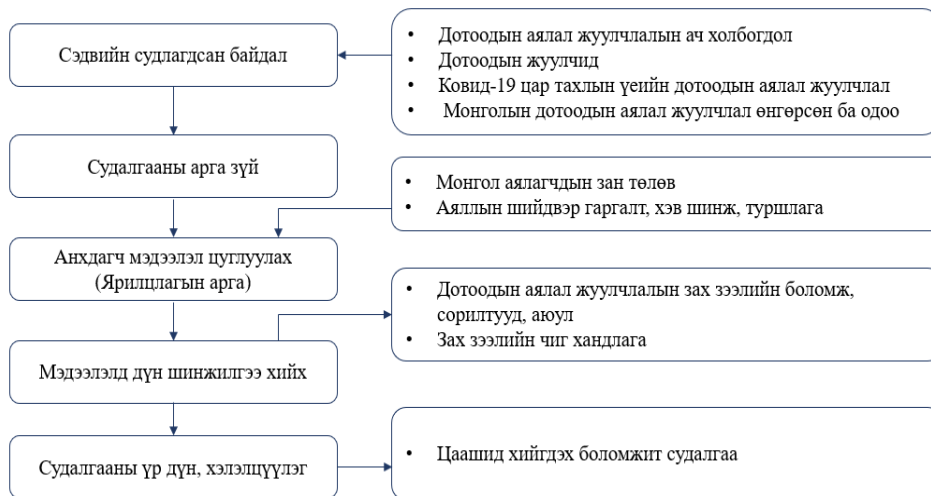 Сэдвийн судлагдсан байдал
• Дотоодын аялал жуулчлалын ач холбогдол
• Дотоодын жуулчид
• Ковид-19 цар тахлын үеийн дотоодын аялал жуулчлал
• Монголын дотоодын аялал жуулчлал өнгөрсөн ба одоо
Судалгааны арга зүй
• Монгол аялагчдын зан төлөв
• Аяллын шийдвэр гаргалт, хэв шинж, туршлага
Анхдагч мэдээлэл цуглуулах
(Ярилцлагын арга)
• Дотоодын аялал жуулчлалын зах зээлийн боломж,
сорилтууд, аюул
• Зах зээлийн чиг хандлага
Мэдээлэлд дүн шинжилгээ хийх
Судалгааны үр дүн, хэлэлцүүлэг
• Цаашид хийгдэх боломжит судалгаа